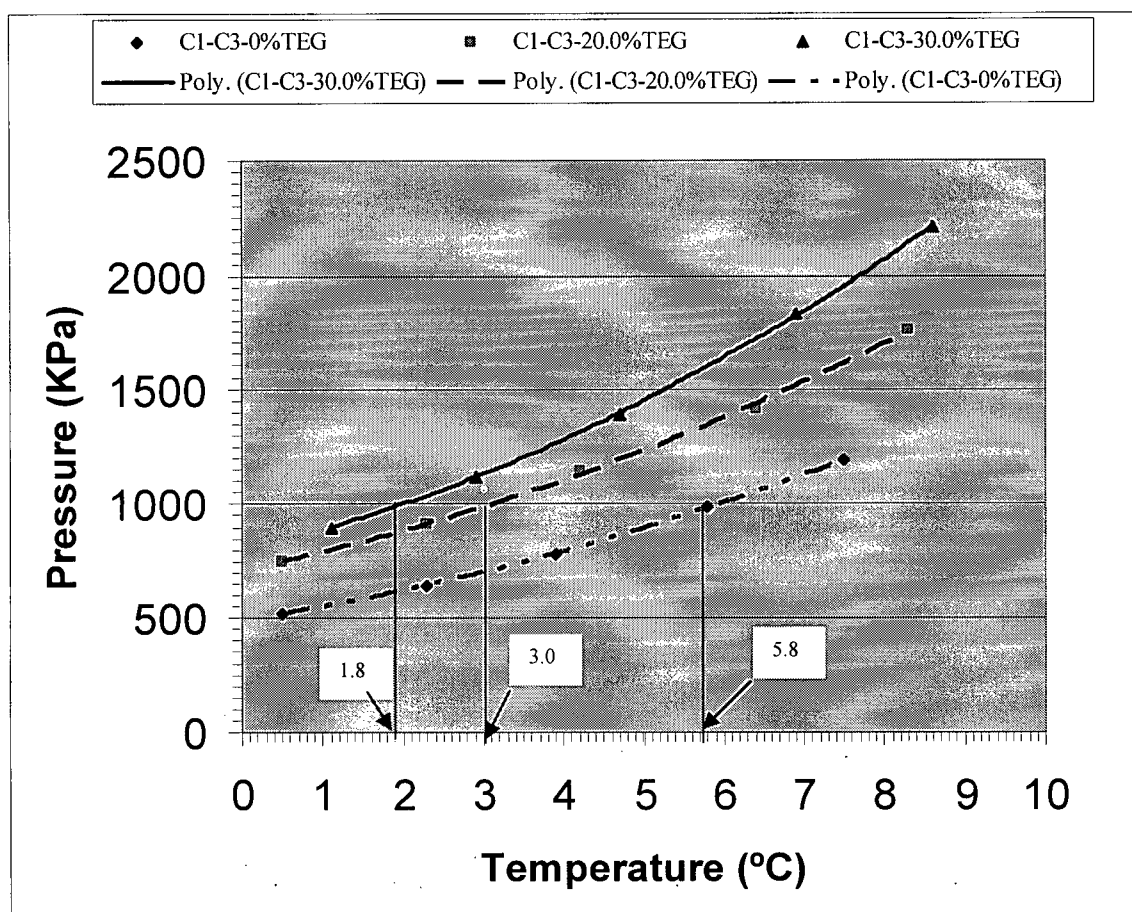 C1-C3-0%TEG C1-C3-20.0%TEG C1-C3-30.0%TEG
Poly. (C1-C3-30.0%TEG) Poly. (C1-C3-20.0%TEG) Poly. (C1-C3-0%TEG)
2500
2000
1500
1000
500
0
Pressure (KPa)
1.8
3.0
5.8
0 1 2 3 4 5 6 7 8 9 10
Temperature (ºC)